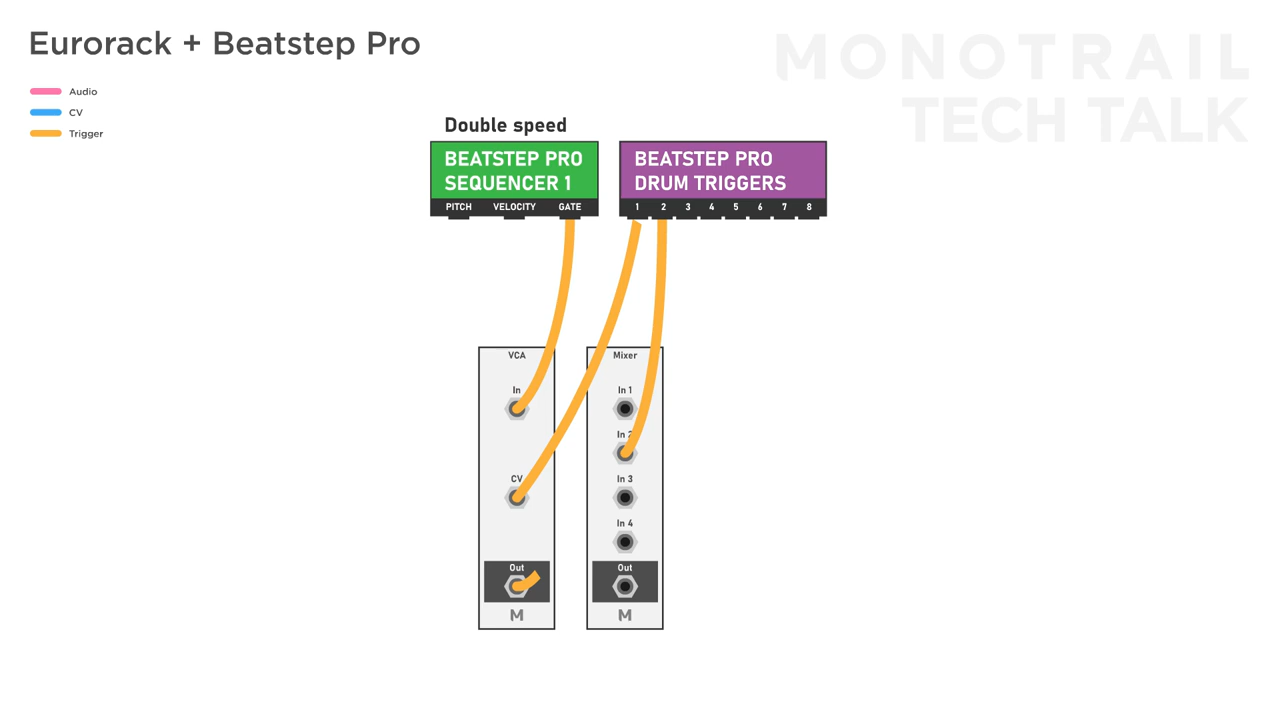 Eurorack + Beatstep Pro
MONOTRAIL
TECH TALK
Audio
CV
Trigger
Double speed
BEATSTEP PRO
SEQUENCER 1
PITCH VELOCITY GATE
BEATSTEP PRO
DRUM TRIGGERS
1 2 3 4 5 6 7 8
VCA
In
CV
Out
M
Mixer
In 1
In 2
In 3
In 4
Out
M